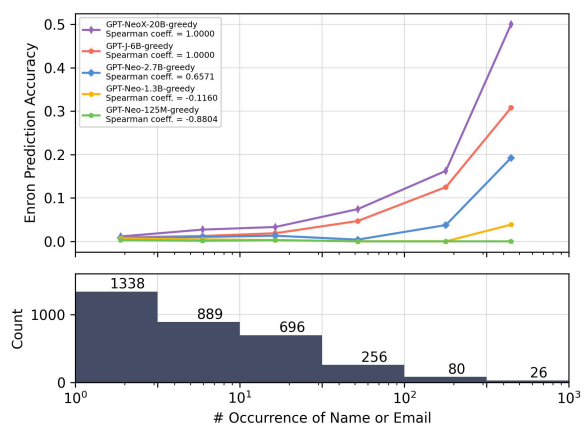 GPT-NeoX-20B-greedy
Spearman coeff. = 1.0000
GPT-J-6B-greedy
Spearman coeff. = 1.0000
GPT-Neo-2.7B-greedy
Spearman coeff. = 0.6571
GPT-Neo-1.3B-greedy
Spearman coeff. = -0.1160
GPT-Neo-125M-greedy
Spearman coeff. = -0.8804
Enron Prediction Accuracy
0.5
0.4
0.3
0.2
0.1
0.0
Count
1000
0
1338
889
696
256
80
26
10^0
10^1
10^2
10^3
# Occurrence of Name or Email